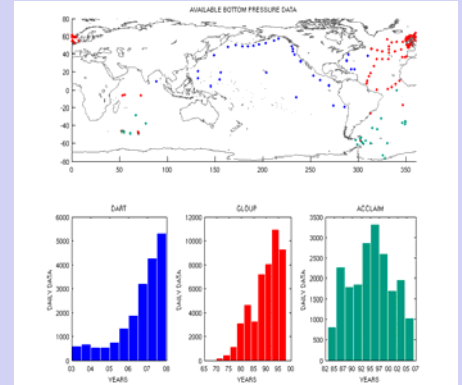 AVAILABLE BOTTOM PRESSURE DATA
80
60
40
20
0
-20
-40
-60
-80
0 50 100 150 200 250 300 350
DART GLOUP ACCLAIM
6000
5000
4000
3000
2000
1000
0
DAILY DATA
03 04 05 06 07 08
YEARS
12000
10000
8000
6000
4000
2000
0
DAILY DATA
65 70 75 80 85 90 95 00
YEARS
3500
3000
2500
2000
1500
1000
500
0
DAILY DATA
82 85 87 90 92 95 97 00 02 05 07
YEARS